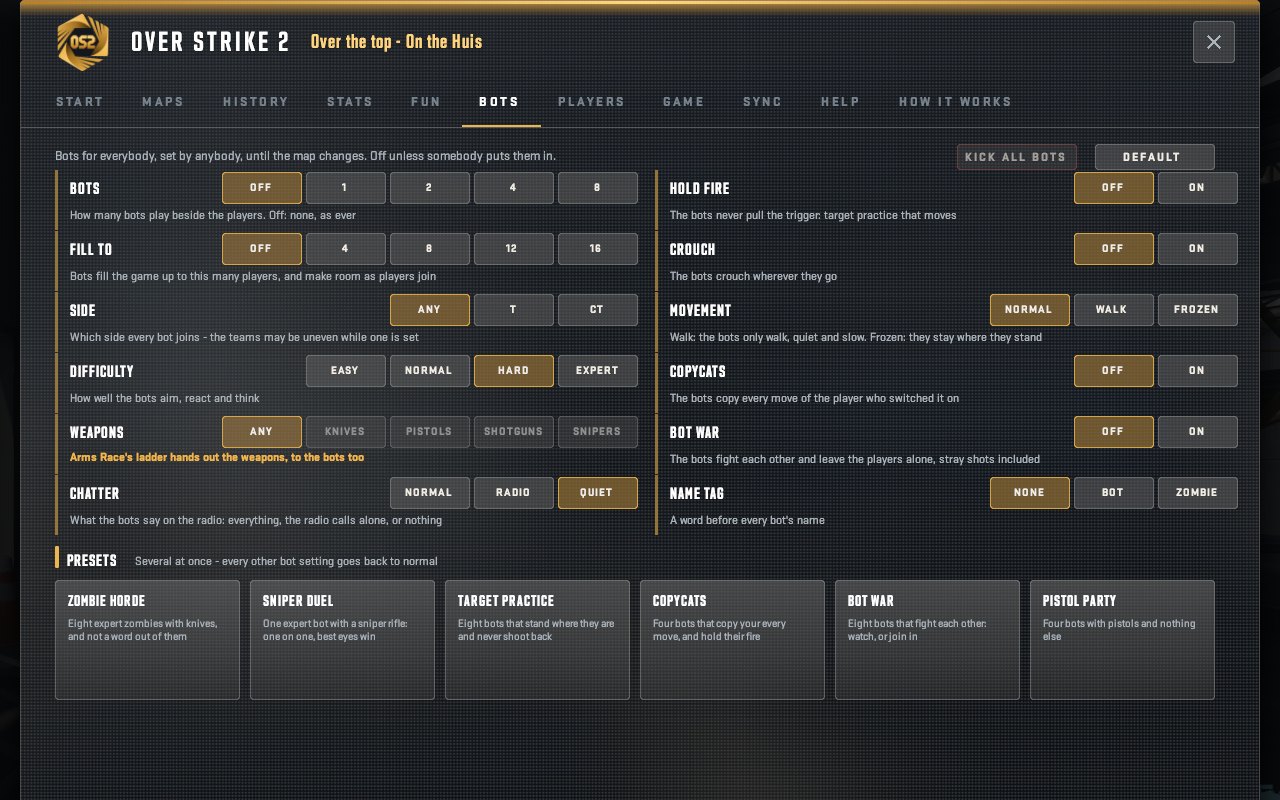 OS2
OVER STRIKE 2
Over the top - On the Huis
START MAPS HISTORY STATS FUN BOTS PLAYERS GAME SYNC HELP HOW IT WORKS
Bots for everybody, set by anybody, until the map changes. Off unless somebody puts them in.
KICK ALL BOTS
DEFAULT
BOTS OFF 1 2 4 8
How many bots play beside the players. Off: none, as ever
FILL TO OFF 4 8 12 16
Bots fill the game up to this many players, and make room as players join
SIDE ANY T CT
Which side every bot joins - the teams may be uneven while one is set
DIFFICULTY EASY NORMAL HARD EXPERT
How well the bots aim, react and think
WEAPONS ANY KNIVES PISTOLS SHOTGUNS SNIPERS
Arms Race's ladder hands out the weapons, to the bots too
CHATTER NORMAL RADIO QUIET
What the bots say on the radio: everything, the radio calls alone, or nothing
HOLD FIRE OFF ON
The bots never pull the trigger: target practice that moves
CROUCH OFF ON
The bots crouch wherever they go
MOVEMENT NORMAL WALK FROZEN
Walk: the bots only walk, quiet and slow. Frozen: they stay where they stand
COPYCATS OFF ON
The bots copy every move of the player who switched it on
BOT WAR OFF ON
The bots fight each other and leave the players alone, stray shots included
NAME TAG NONE BOT ZOMBIE
A word before every bot's name
PRESETS Several at once - every other bot setting goes back to normal
ZOMBIE HORDE
Eight expert zombies with knives,
and not a word out of them
SNIPER DUEL
One expert bot with a sniper rifle:
one on one, best eyes win
TARGET PRACTICE
Eight bots that stand where they are
and never shoot back
COPYCATS
Four bots that copy your every
move, and hold their fire
BOT WAR
Eight bots that fight each other:
watch, or join in
PISTOL PARTY
Four bots with pistols and nothing
else